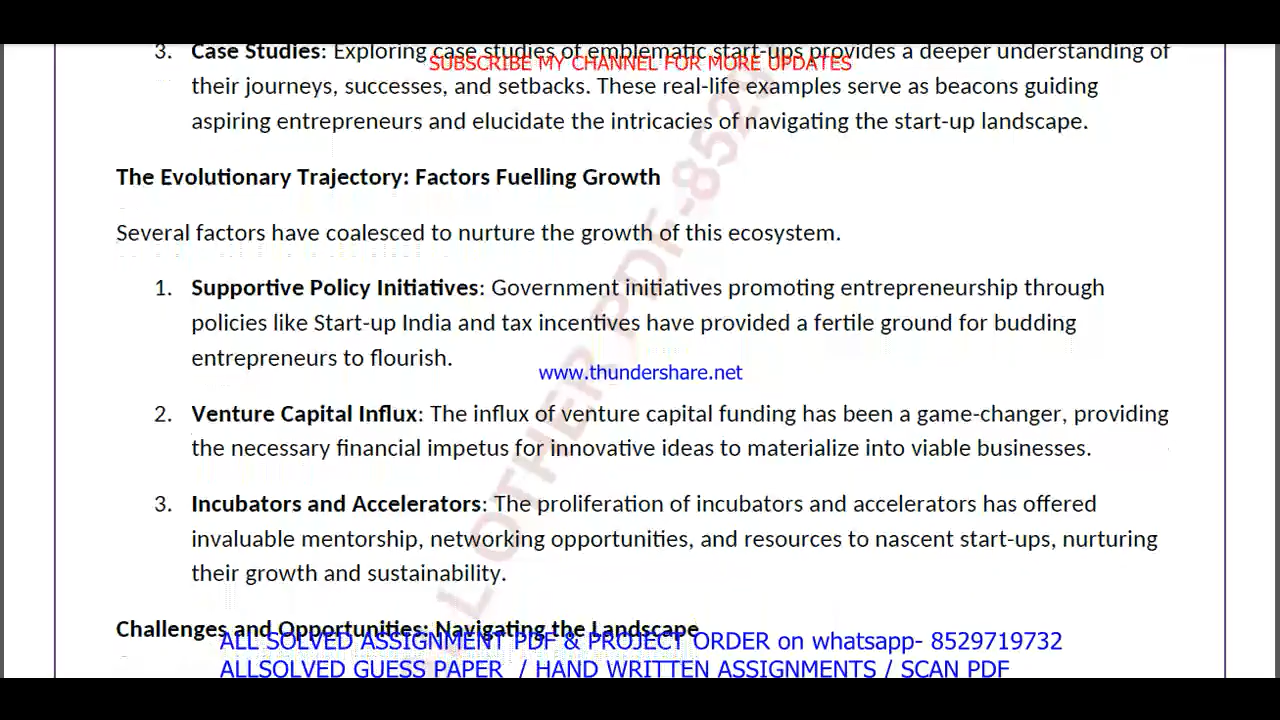 3. Case Studies: Exploring case studies of emblematic start-ups provides a deeper understanding of
SUBSCRIBE MY CHANNEL FOR MORE UPDATES
their journeys, successes, and setbacks. These real-life examples serve as beacons guiding
aspiring entrepreneurs and elucidate the intricacies of navigating the start-up landscape.
The Evolutionary Trajectory: Factors Fuelling Growth
Several factors have coalesced to nurture the growth of this ecosystem.
1. Supportive Policy Initiatives: Government initiatives promoting entrepreneurship through
policies like Start-up India and tax incentives have provided a fertile ground for budding
entrepreneurs to flourish.
www.thundershare.net
2. Venture Capital Influx: The influx of venture capital funding has been a game-changer, providing
the necessary financial impetus for innovative ideas to materialize into viable businesses.
3. Incubators and Accelerators: The proliferation of incubators and accelerators has offered
invaluable mentorship, networking opportunities, and resources to nascent start-ups, nurturing
their growth and sustainability.
Challenges and Opportunities: Navigating the Landscape
ALL SOLVED ASSIGNMENT PDF & PROJECT ORDER on whatsapp- 8529719732
ALLSOLVED GUESS PAPER / HAND WRITTEN ASSIGNMENTS / SCAN PDF
OTHER PDF-8529